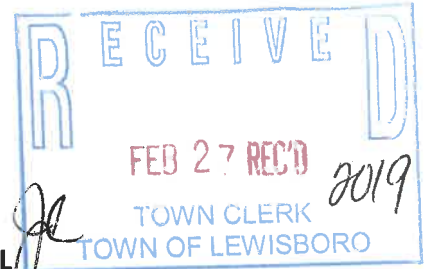 RECEIVED
FEB 27 REC'D 2019
TOWN CLERK
L TOWN OF LEWISBORO